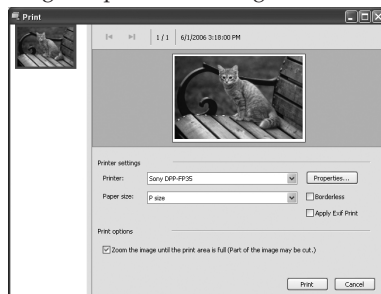 Print
1 / 1 6/1/2006 3:18:00 PM
Printer settings
Printer: Sony DPP-FP35 Properties...
Paper size: P size Borderless
Apply Exif Print
Print options
Zoom the image until the print area is full (Part of the image may be cut.)
Print Cancel